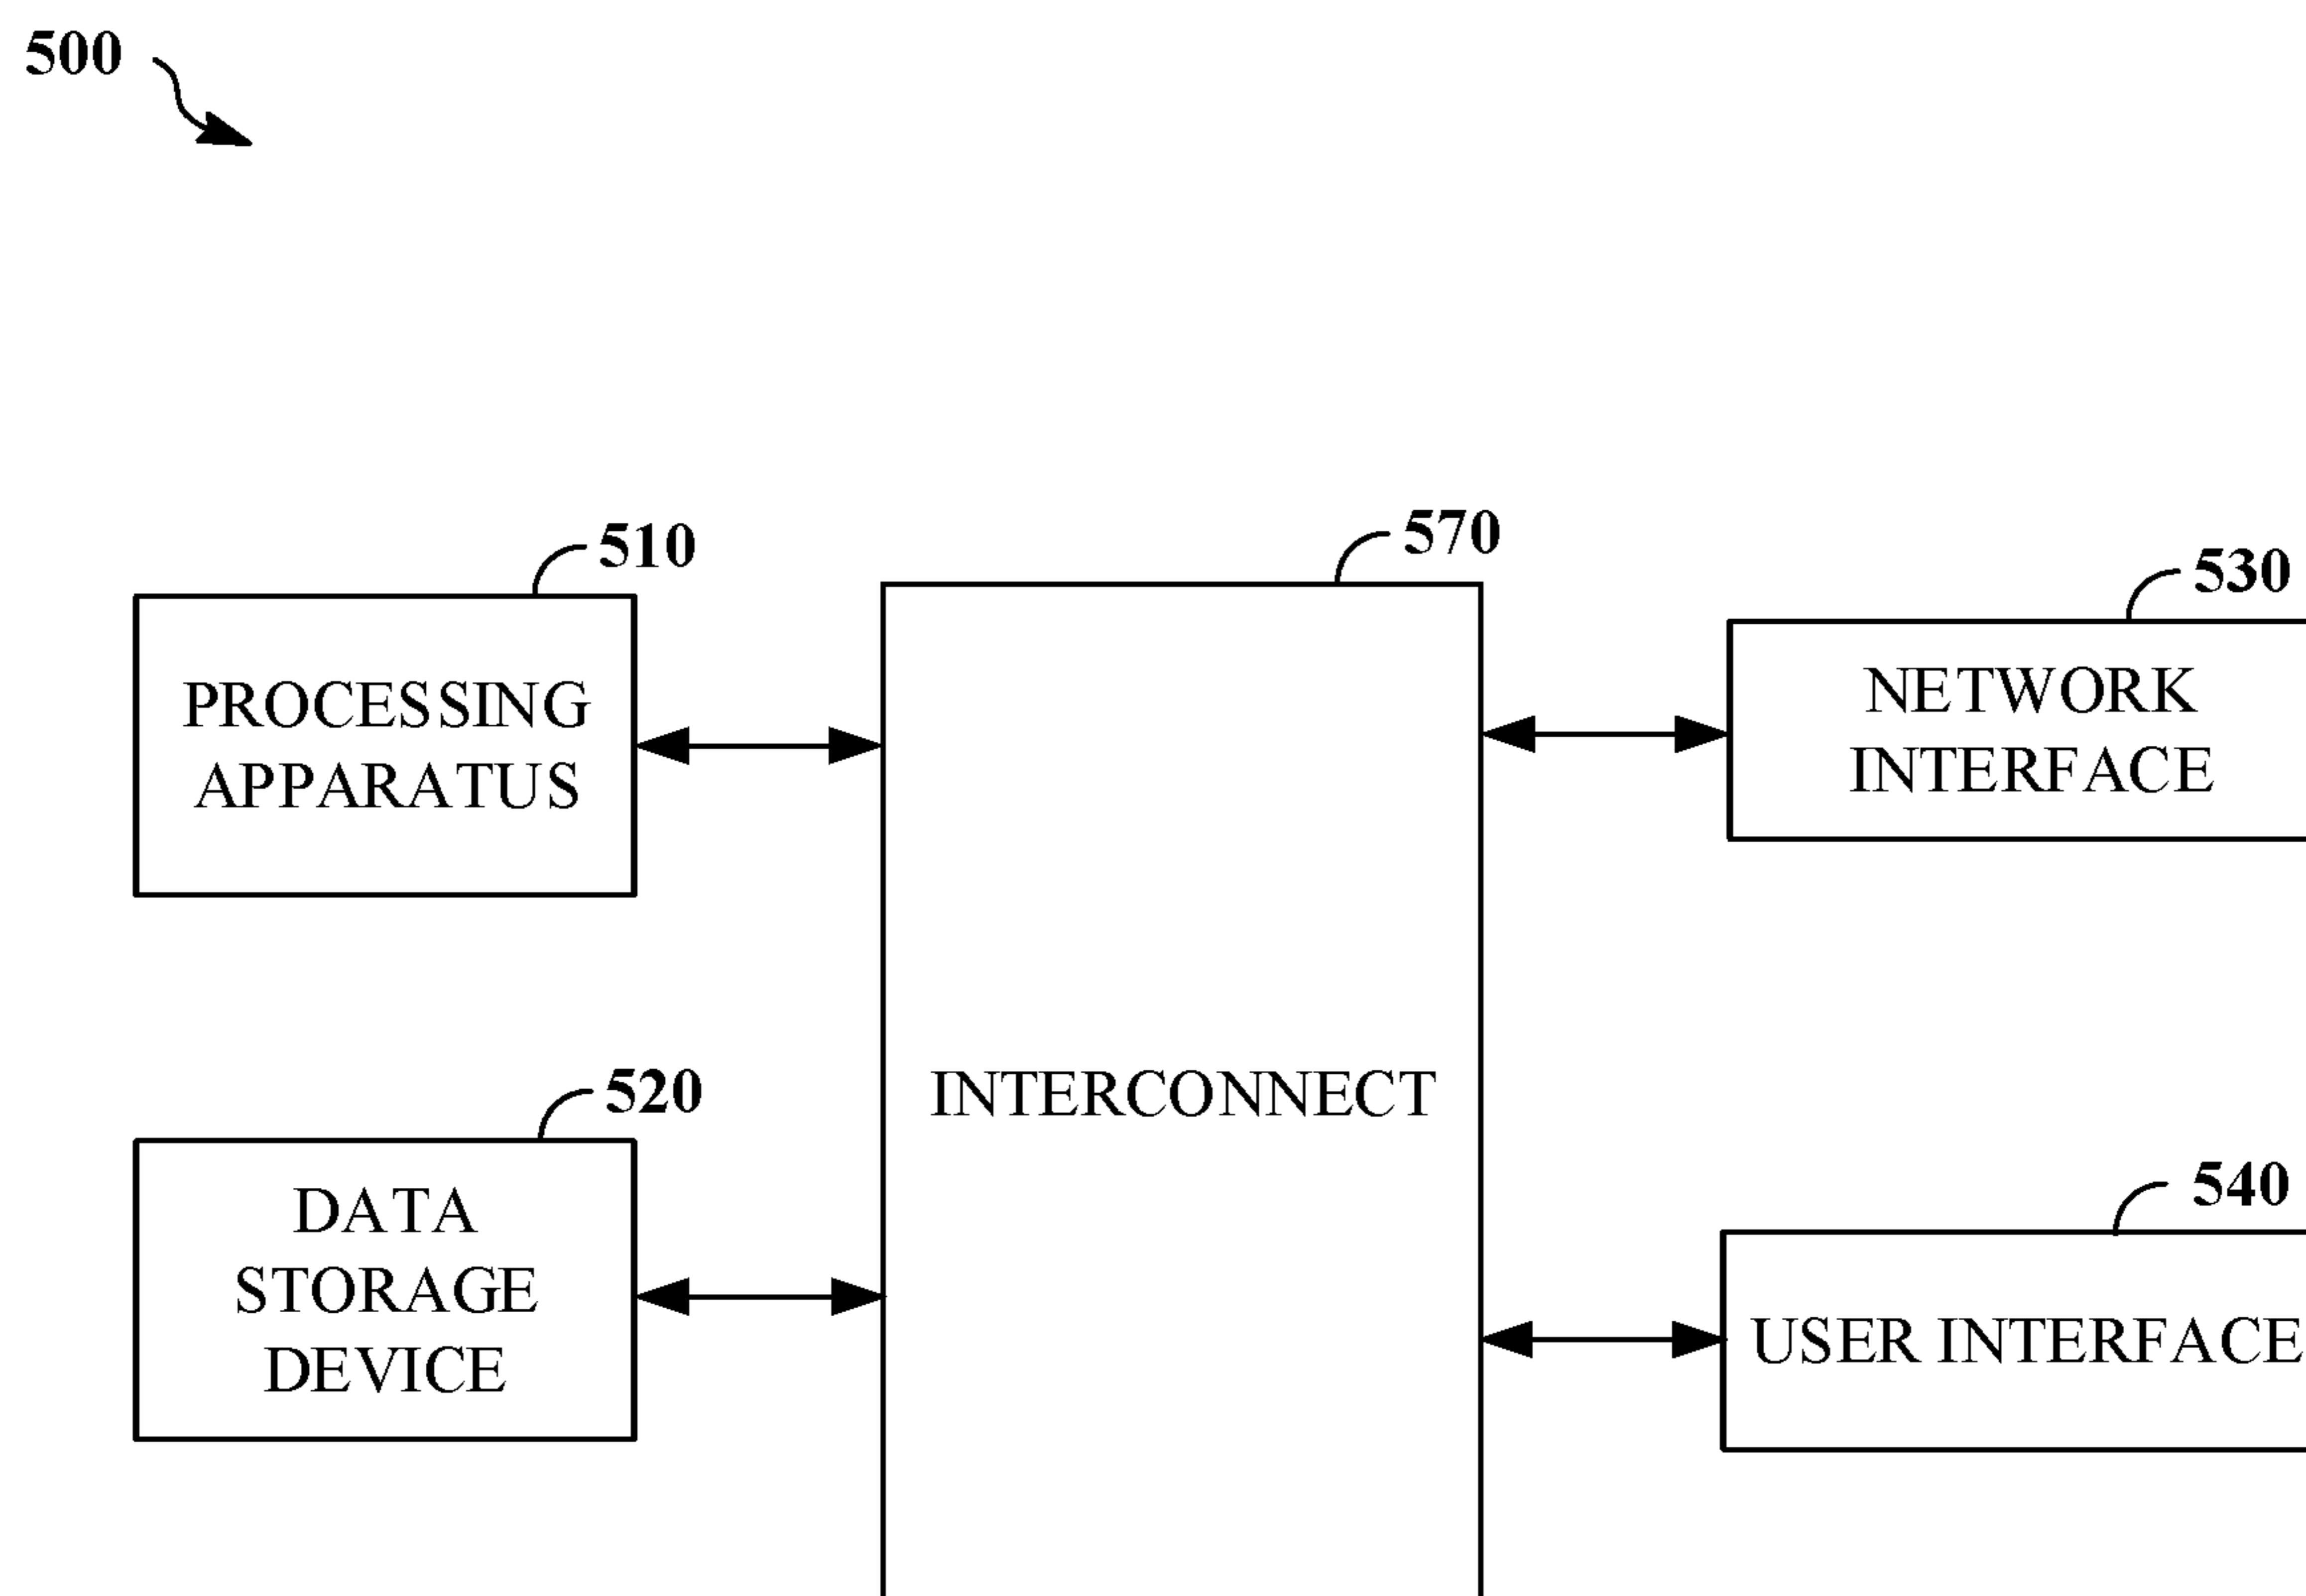 500
510
PROCESSING
APPARATUS
570
INTERCONNECT
530
NETWORK
INTERFACE
520
DATA
STORAGE
DEVICE
540
USER INTERFACE